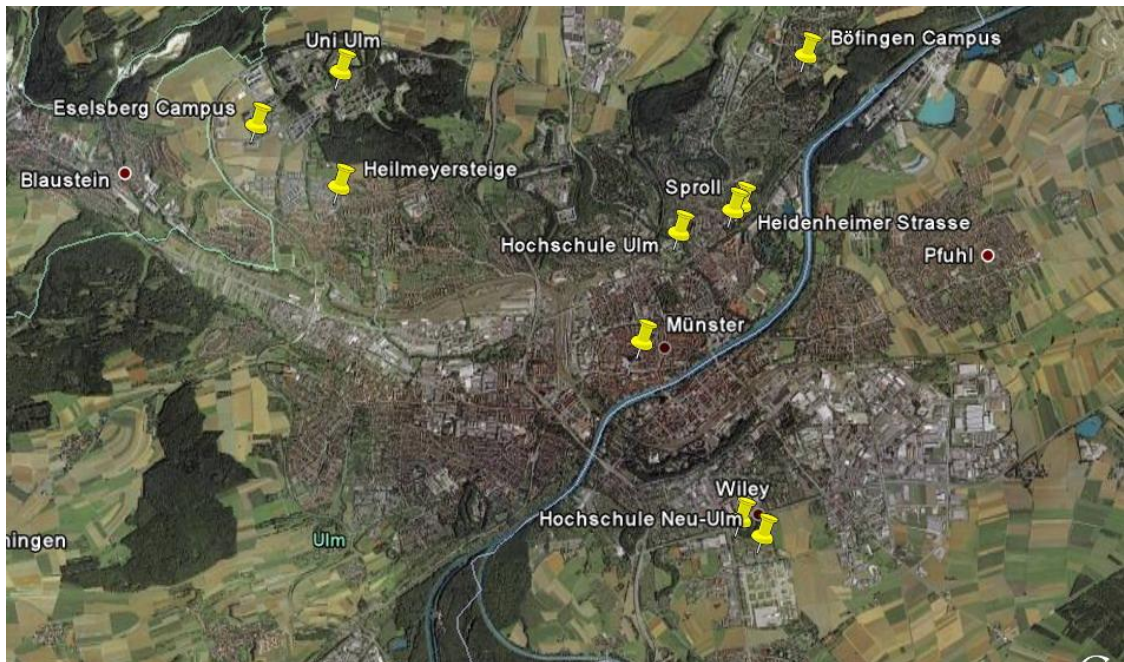 Uni Ulm
Böfingen Campus
Eselsberg Campus
Blaustein
Heilmeyersteige
Sproll
Heidenheimer Strasse
Hochschule Ulm
Pfuhl
Münster
Wiley
Hochschule Neu-Ulm
ningen
Ulm